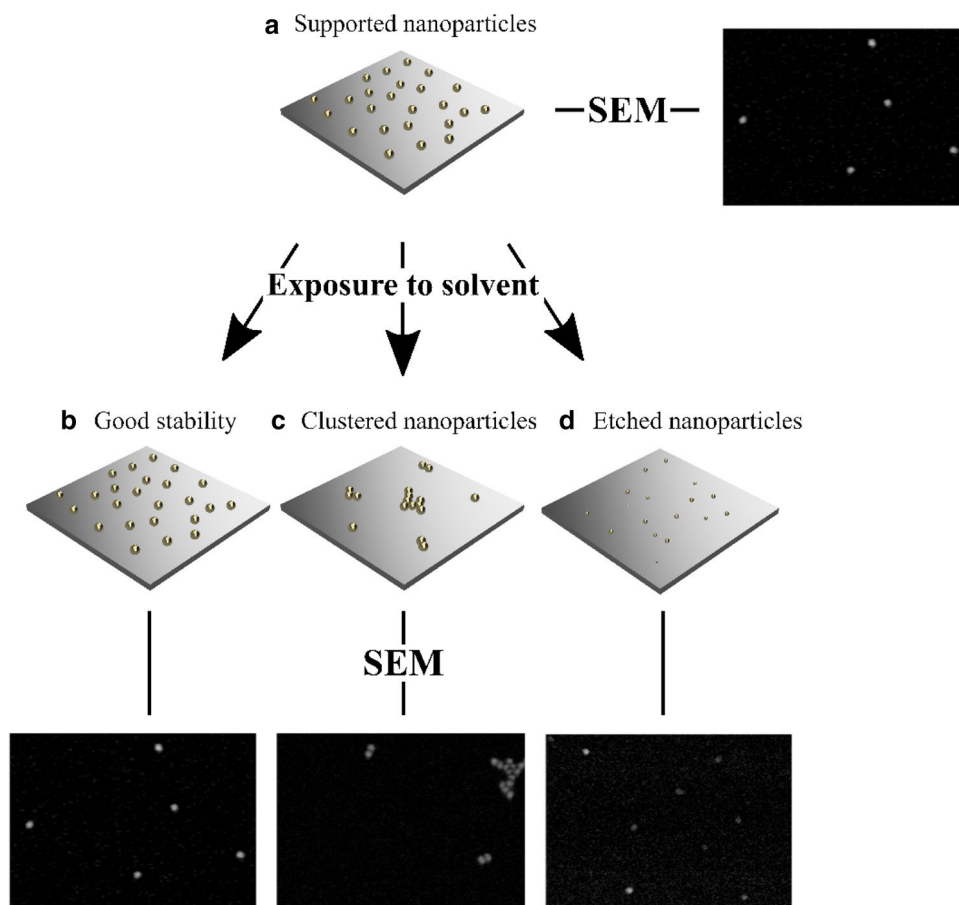 a Supported nanoparticles
SEM
Exposure to solvent
b Good stability
c Clustered nanoparticles
d Etched nanoparticles
SEM